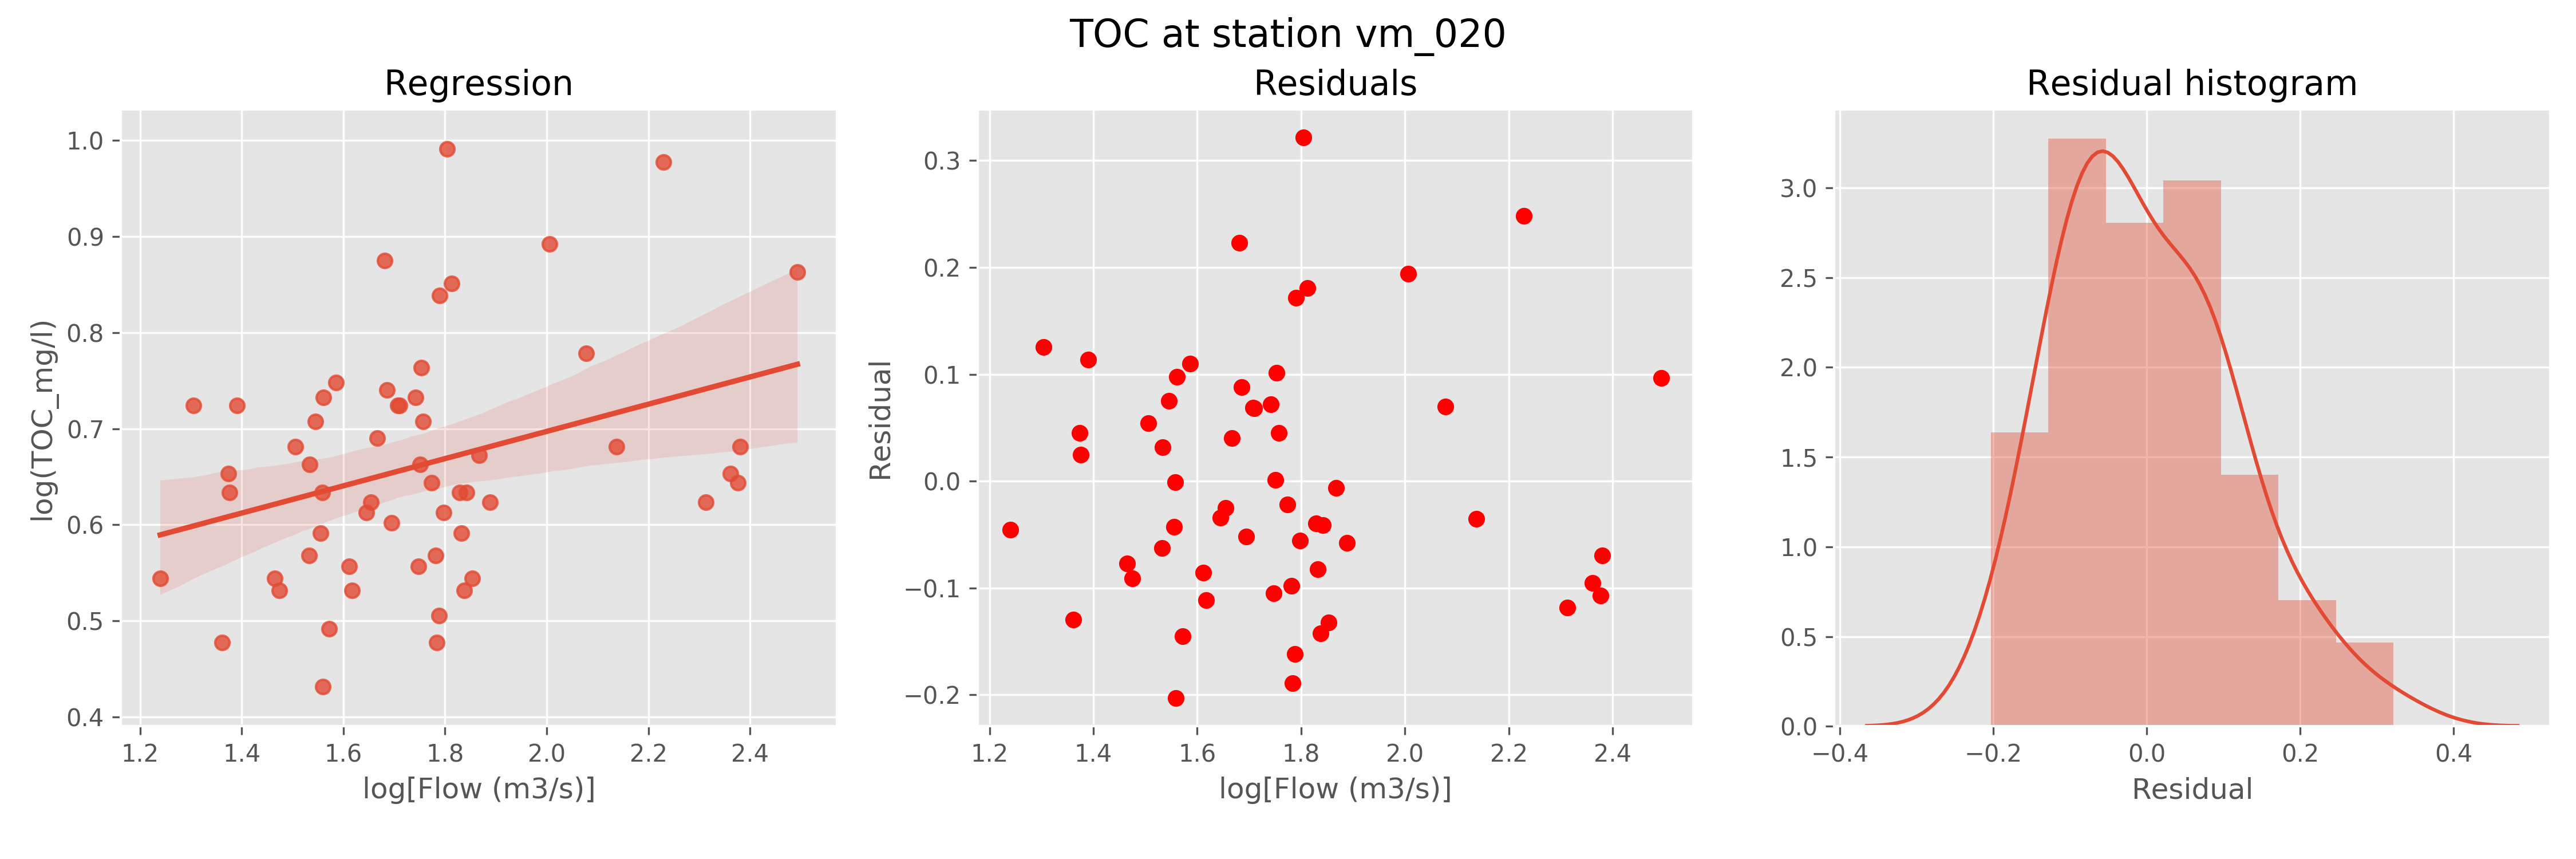 TOC at station vm_020
Regression
1.0
0.9
0.8
0.7
0.6
0.5
0.4
log(TOC_mg/l)
1.2 1.4 1.6 1.8 2.0 2.2 2.4
log[Flow (m3/s)]
Residuals
0.3
0.2
0.1
0.0
−0.1
−0.2
Residual
1.2 1.4 1.6 1.8 2.0 2.2 2.4
log[Flow (m3/s)]
Residual histogram
3.0
2.5
2.0
1.5
1.0
0.5
0.0
−0.4 −0.2 0.0 0.2 0.4
Residual